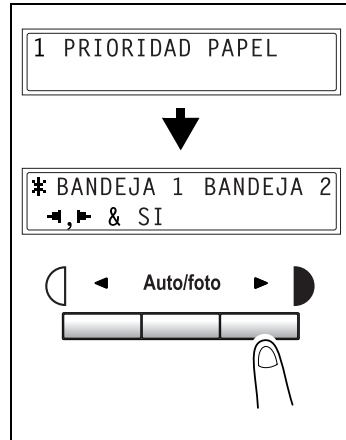 1 PRIORIDAD PAPEL
* BANDEJA 1 BANDEJA 2
◄,► & SI
◄ Auto/foto ►